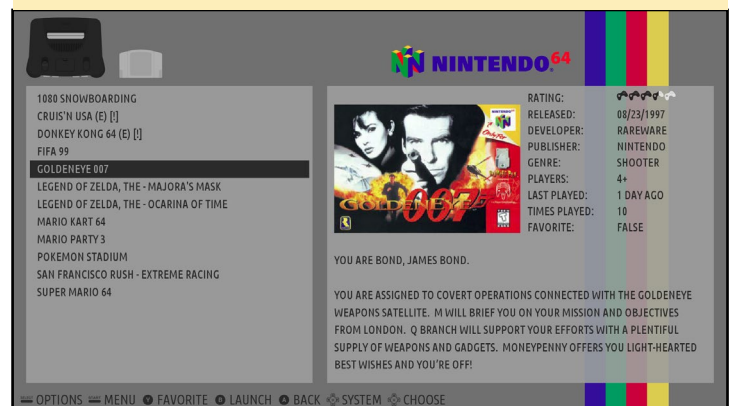 NINTENDO 64
1080 SNOWBOARDING
CRUIS'N USA (E) [!]
DONKEY KONG 64 (E) [!]
FIFA 99
GOLDENEYE 007
LEGEND OF ZELDA, THE - MAJORA'S MASK
LEGEND OF ZELDA, THE - OCARINA OF TIME
MARIO KART 64
MARIO PARTY 3
POKEMON STADIUM
SAN FRANCISCO RUSH - EXTREME RACING
SUPER MARIO 64
GOLDENEYE 007
RATING:
RELEASED: 08/23/1997
DEVELOPER: RAREWARE
PUBLISHER: NINTENDO
GENRE: SHOOTER
PLAYERS: 4+
LAST PLAYED: 1 DAY AGO
TIMES PLAYED: 10
FAVORITE: FALSE
YOU ARE BOND, JAMES BOND.
YOU ARE ASSIGNED TO COVERT OPERATIONS CONNECTED WITH THE GOLDENEYE
WEAPONS SATELLITE. M WILL BRIEF YOU ON YOUR MISSION AND OBJECTIVES
FROM LONDON. Q BRANCH WILL SUPPORT YOUR EFFORTS WITH A PLENTIFUL
SUPPLY OF WEAPONS AND GADGETS. MONEYPENNY OFFERS YOU LIGHT-HEARTED
BEST WISHES AND YOU'RE OFF!
OPTIONS MENU Y FAVORITE B LAUNCH A BACK SYSTEM CHOOSE